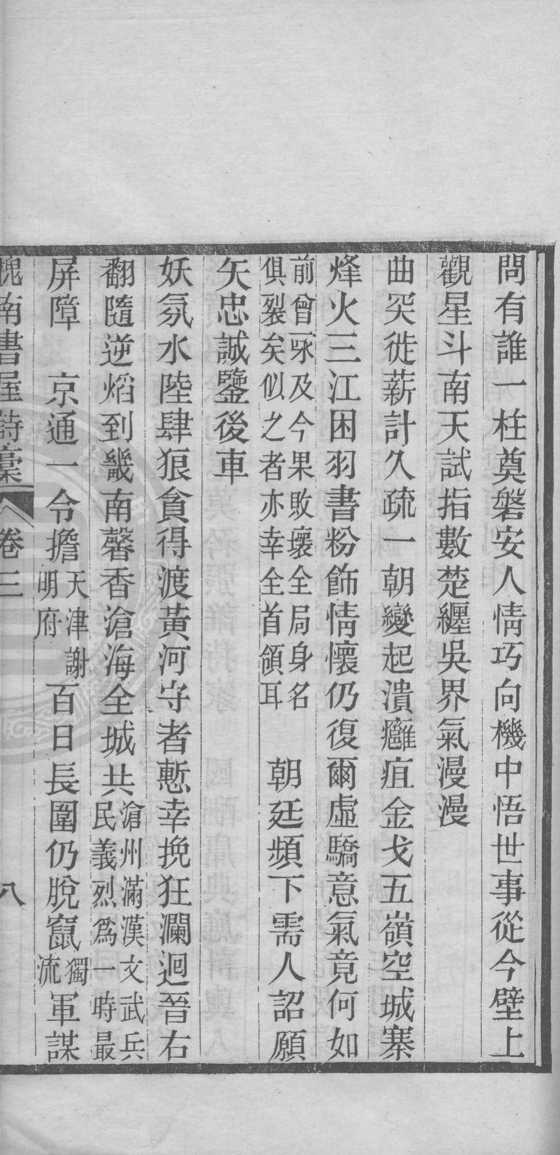 問有誰一柱奠磐安人情巧向機中悟世事從今壁上
觀星斗南天試指數楚纏吳界氣漫漫
曲突徙薪計久疏一朝變起潰癰疽金戈五嶺空城寨
烽火三江困羽書粉飾情懷仍復爾虛驕意氣竟何如
前曾一及今果敗壞全局身名
俱裂矣似之者亦幸全首領耳
朝廷頻下需人詔願
矢忠誠鑒後車
妖氛水陸肆狼貪得渡黃河守者慙幸挽狂瀾迴晉右
翻隨逆熖到畿南馨香滄海全城共
滄州滿漢文武兵
民義烈爲一時最
屏障
京通一令擔
天津謝
明府
百日長圍仍脫竄
獨
流
軍謀
槐南書屋詩稾
卷三
八